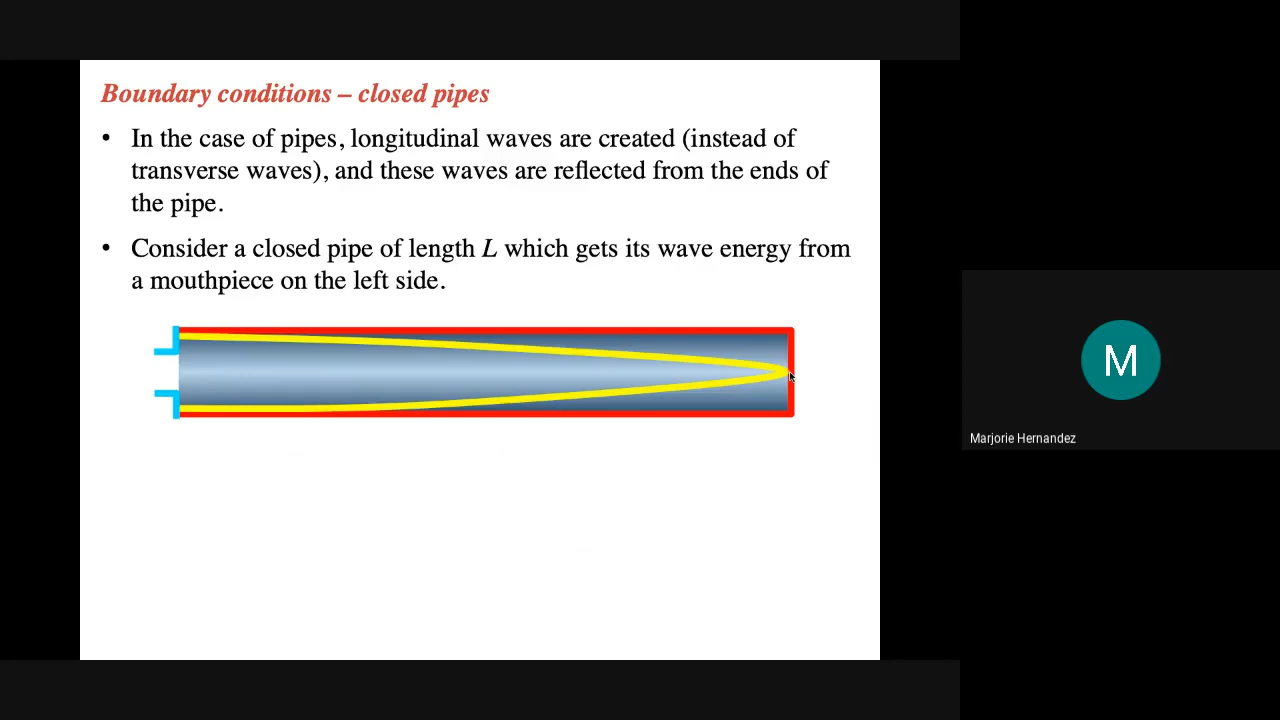 Boundary conditions – closed pipes
• In the case of pipes, longitudinal waves are created (instead of
transverse waves), and these waves are reflected from the ends of
the pipe.
• Consider a closed pipe of length L which gets its wave energy from
a mouthpiece on the left side.
M
Marjorie Hernandez